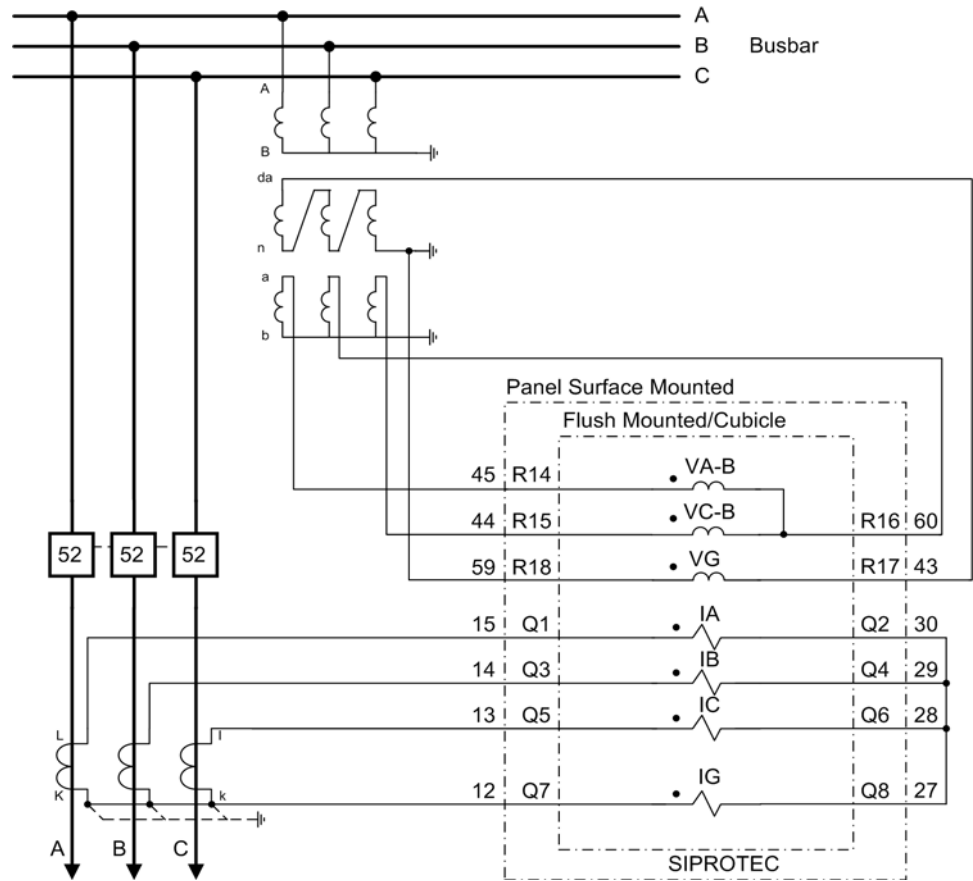 A
B Busbar
C
A
B
da
n
a
b
Panel Surface Mounted
Flush Mounted/Cubicle
45 R14 VA-B
44 R15 VC-B R16 60
59 R18 VG R17 43
52 52 52
15 Q1 IA Q2 30
14 Q3 IB Q4 29
13 Q5 IC Q6 28
L l
K k
12 Q7 IG Q8 27
A B C
SIPROTEC